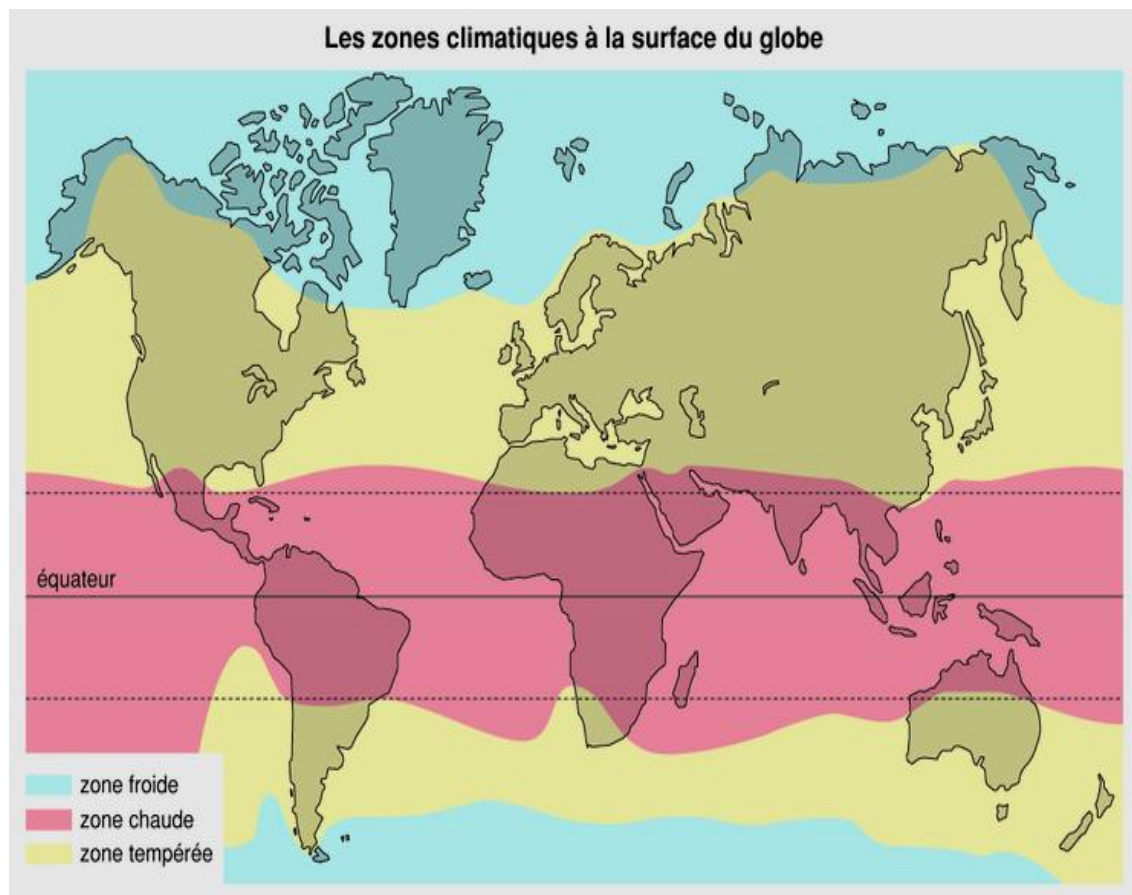 Les zones climatiques à la surface du globe
équateur
zone froide
zone chaude
zone tempérée